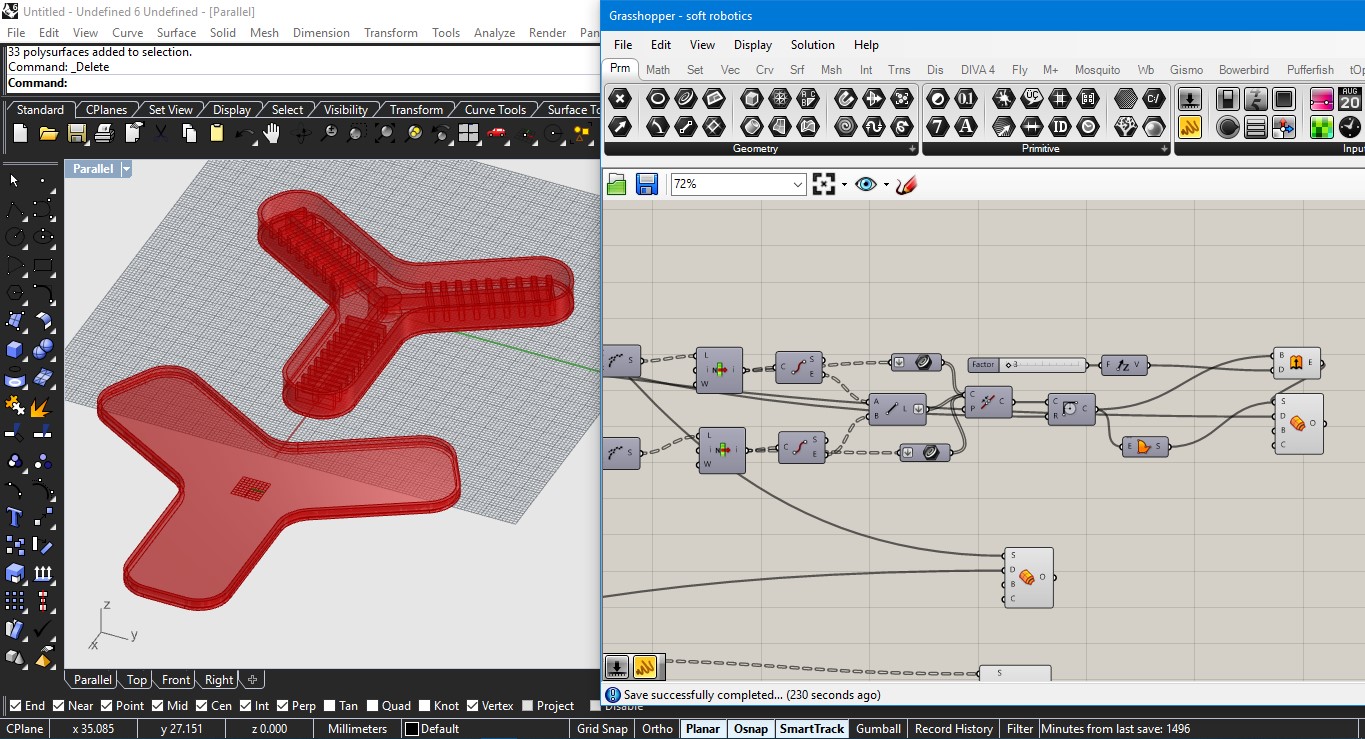 Untitled - Undefined 6 Undefined - [Parallel]
File Edit View Curve Surface Solid Mesh Dimension Transform Tools Analyze Render Pan
33 polysurfaces added to selection.
Command: _Delete
Command:
Standard CPlanes Set View Display Select Visibility Transform Curve Tools Surface To
Parallel
z
y
x
Parallel Top Front Right
End Near Point Mid Cen Int Perp Tan Quad Knot Vertex Project Disable
CPlane x 35.085 y 27.151 z 0.000 Millimeters Default Grid Snap Ortho Planar Osnap SmartTrack Gumball Record History Filter Minutes from last save: 1496
Grasshopper - soft robotics
File Edit View Display Solution Help
Prm Math Set Vec Crv Srf Msh Int Trns Dis DIVA 4 Fly M+ Mosquito Wb Gismo Bowerbird Pufferfish tOp
Geometry Primitive Inpu
72%
S L i W C S E Factor 3 F V B D E
A B L C P C C R C S D B C O
S L i W C S E E S
S D B C O
S
Save successfully completed... (230 seconds ago)